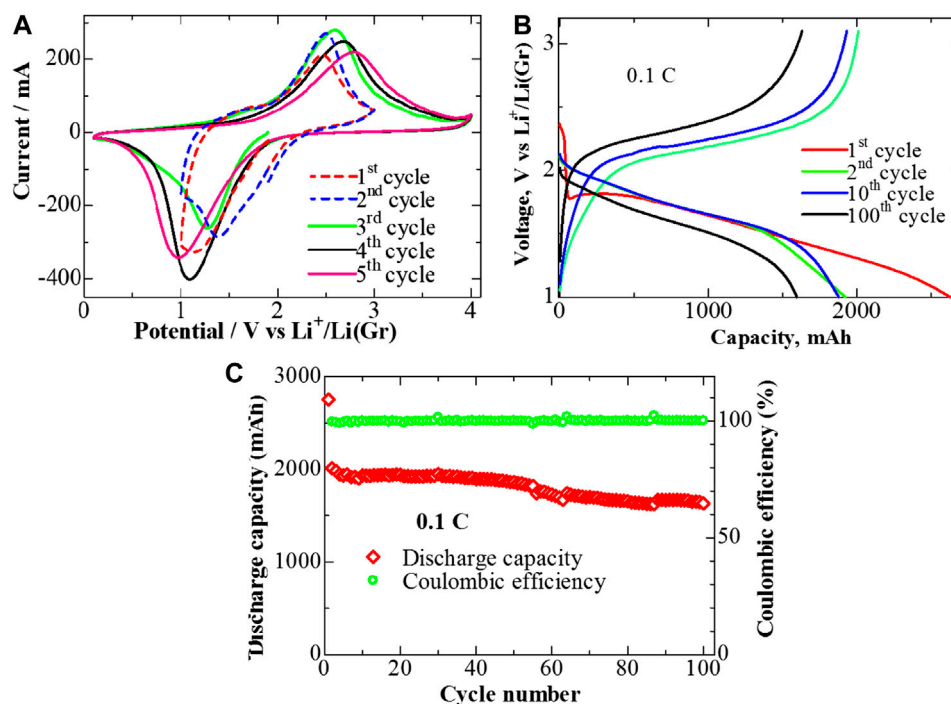 A
Current / mA
200
0
-200
-400
0
1
2
3
4
Potential / V vs Li⁺/Li(Gr)
1ˢᵗ cycle
2ⁿᵈ cycle
3ʳᵈ cycle
4ᵗʰ cycle
5ᵗʰ cycle
B
Voltage, V vs Li⁺/Li(Gr)
3
2
1
0
1000
2000
Capacity, mAh
0.1 C
1ˢᵗ cycle
2ⁿᵈ cycle
10ᵗʰ cycle
100ᵗʰ cycle
C
Discharge capacity (mAh)
3000
2000
1000
0
0
20
40
60
80
100
Cycle number
0.1 C
Discharge capacity
Coulombic efficiency
100
50
0
Coulombic efficiency (%)